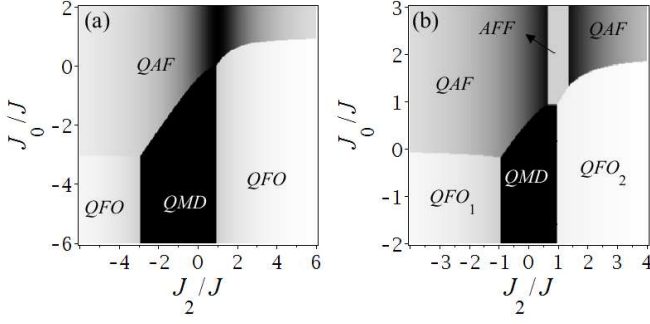 (a)
2
0
-2
-4
-6
J0/J
QAF
QFO
QMD
QFO
-4 -2 0 2 4 6
J2/J
(b)
3
2
1
0
-1
-2
J0/J
AFF
QAF
QAF
QFO1
QMD
QFO2
-4 -3 -2 -1 0 1 2 3 4
J2/J